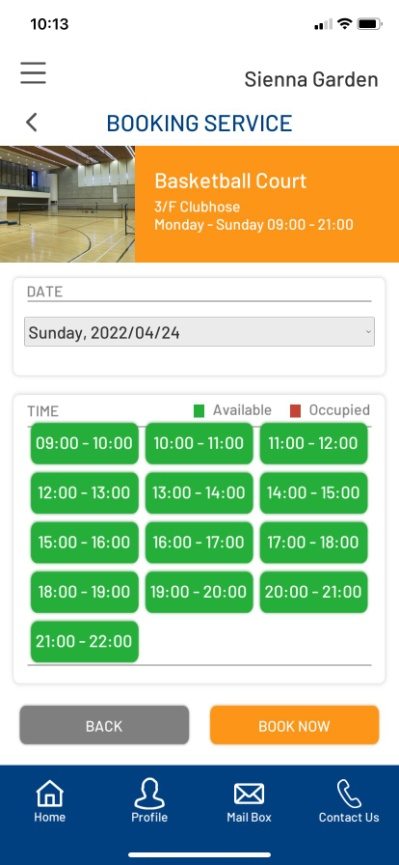 10:13
Sienna Garden
BOOKING SERVICE
Basketball Court
3/F Clubhose
Monday - Sunday 09:00 - 21:00
DATE
Sunday, 2022/04/24
TIME Available Occupied
09:00 - 10:00 10:00 - 11:00 11:00 - 12:00
12:00 - 13:00 13:00 - 14:00 14:00 - 15:00
15:00 - 16:00 16:00 - 17:00 17:00 - 18:00
18:00 - 19:00 19:00 - 20:00 20:00 - 21:00
21:00 - 22:00
BACK BOOK NOW
Home Profile Mail Box Contact Us